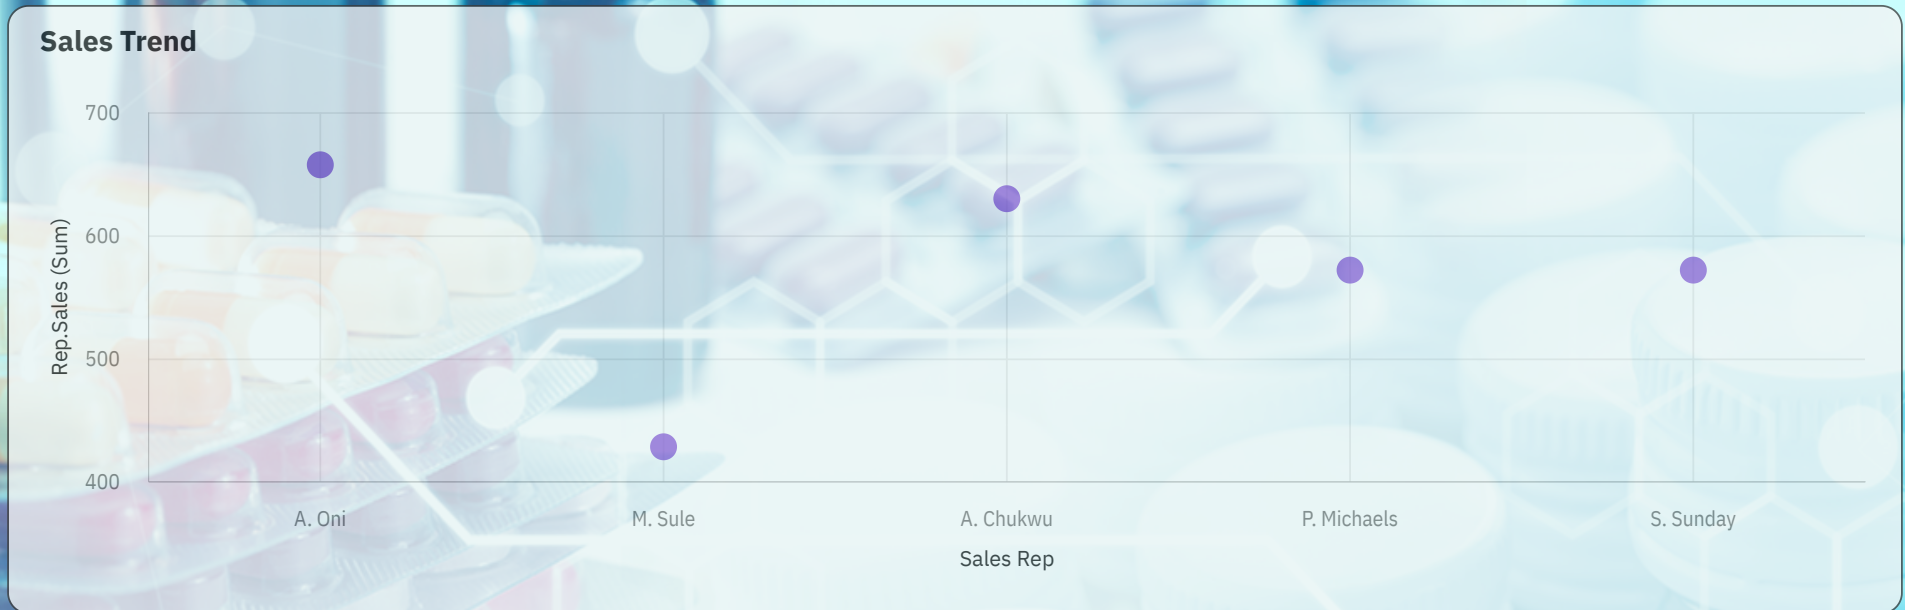 Sales Trend
700
600
500
400
Rep.Sales (Sum)
A. Oni
M. Sule
A. Chukwu
P. Michaels
S. Sunday
Sales Rep